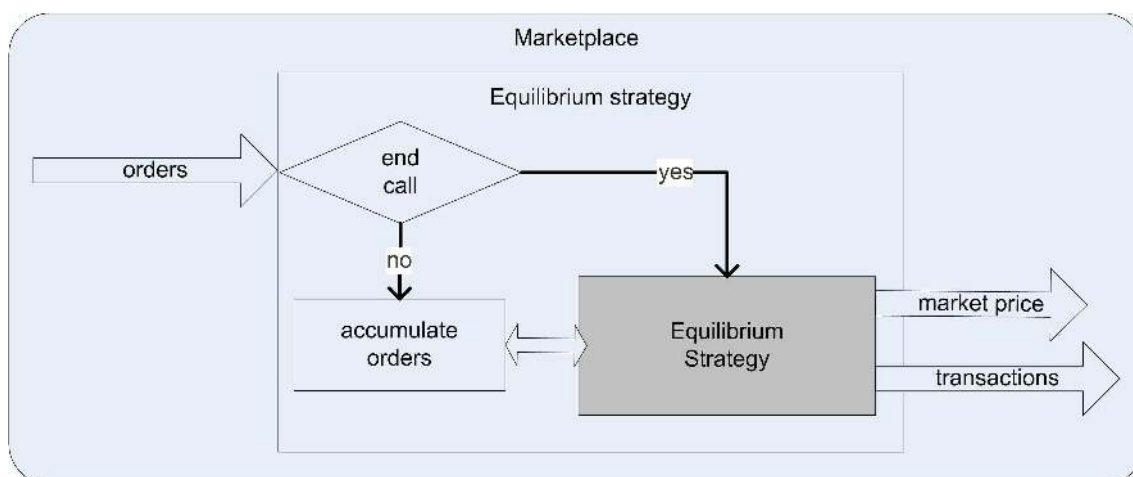 Marketplace
Equilibrium strategy
orders
end
call
yes
no
accumulate
orders
Equilibrium
Strategy
market price
transactions